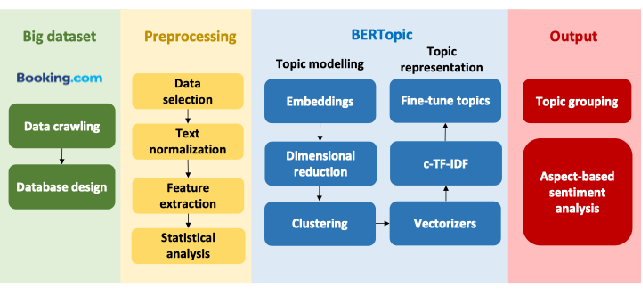 Big dataset
Booking.com
Data crawling
Database design
Preprocessing
Data
selection
Text
normalization
Feature
extraction
Statistical
analysis
BERTopic
Topic modelling
Embeddings
Dimensional
reduction
Clustering
Topic
representation
Fine-tune topics
c-TF-IDF
Vectorizers
Output
Topic grouping
Aspect-based
sentiment
analysis